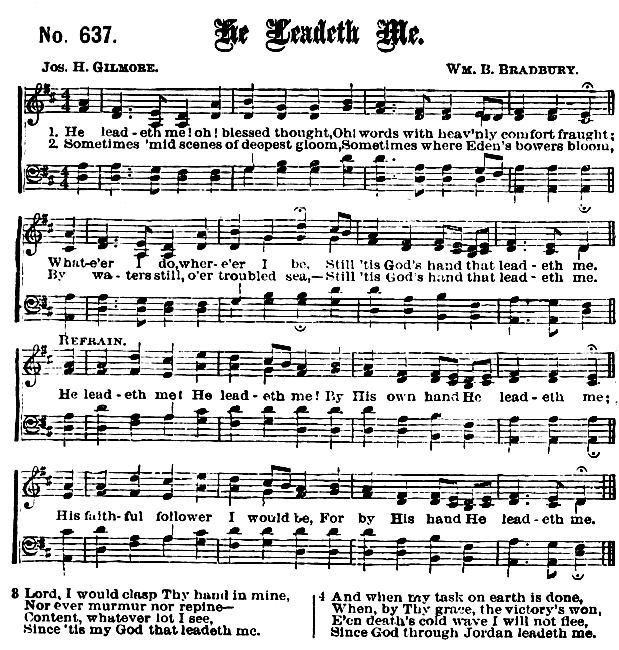 No. 637. He Leadeth Me.
Jos. H. Gilmore. Wm. B. Bradbury.
1. He lead - eth me! oh! blessed thought, Oh! words with heav'nly comfort fraught;
2. Sometimes 'mid scenes of deepest gloom, Sometimes where Eden's bowers bloom,
What-e'er I do, wher-e'er I be, Still 'tis God's hand that lead - eth me.
By wa - ters still, o'er troubled sea,—Still 'tis God's hand that lead - eth me.
Refrain.
He lead - eth me! He lead - eth me! By His own hand He lead - eth me;
His faith-ful follower I would be, For by His hand He lead - eth me.
3 Lord, I would clasp Thy hand in mine,
Nor ever murmur nor repine—
Content, whatever lot I see,
Since 'tis my God that leadeth me.
4 And when my task on earth is done,
When, by Thy grace, the victory's won,
E'en death's cold wave I will not flee,
Since God through Jordan leadeth me.